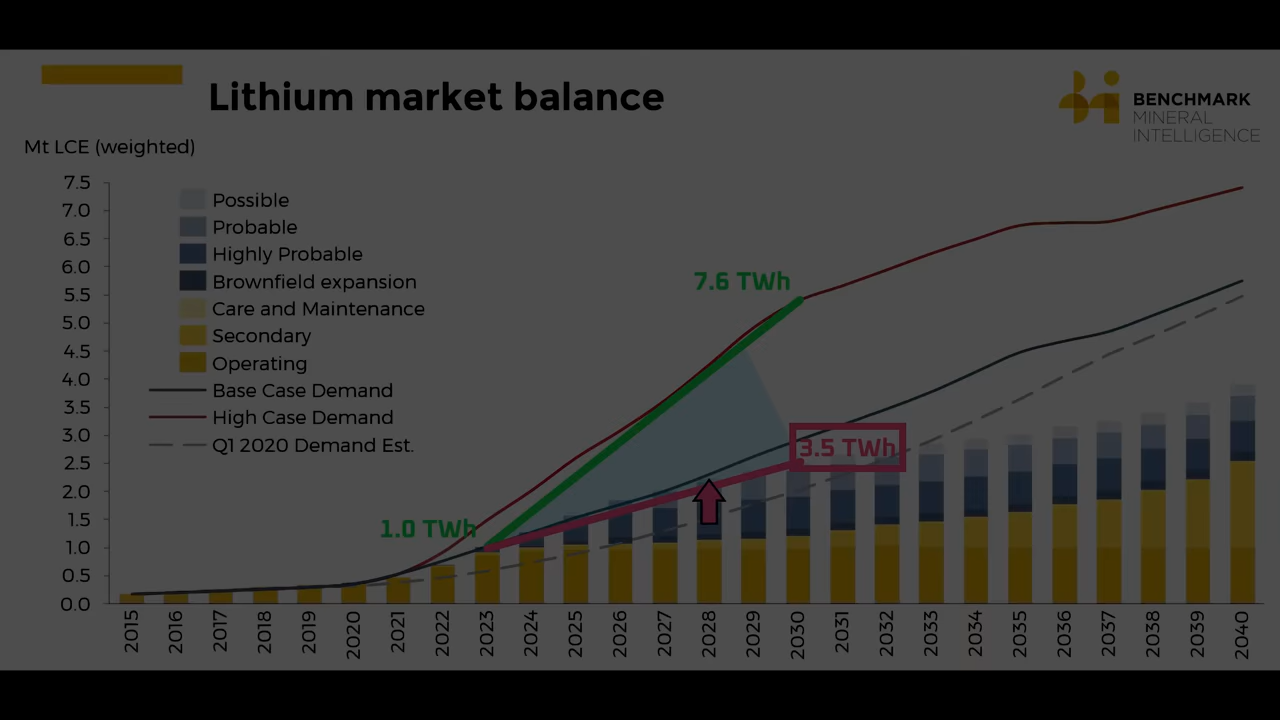 Lithium market balance
BENCHMARK
MINERAL
INTELLIGENCE
Mt LCE (weighted)
7.5
7.0
6.5
6.0
5.5
5.0
4.5
4.0
3.5
3.0
2.5
2.0
1.5
1.0
0.5
0.0
Possible
Probable
Highly Probable
Brownfield expansion
Care and Maintenance
Secondary
Operating
Base Case Demand
High Case Demand
Q1 2020 Demand Est.
7.6 TWh
3.5 TWh
1.0 TWh
2015
2016
2017
2018
2019
2020
2021
2022
2023
2024
2025
2026
2027
2028
2029
2030
2031
2032
2033
2034
2035
2036
2037
2038
2039
2040